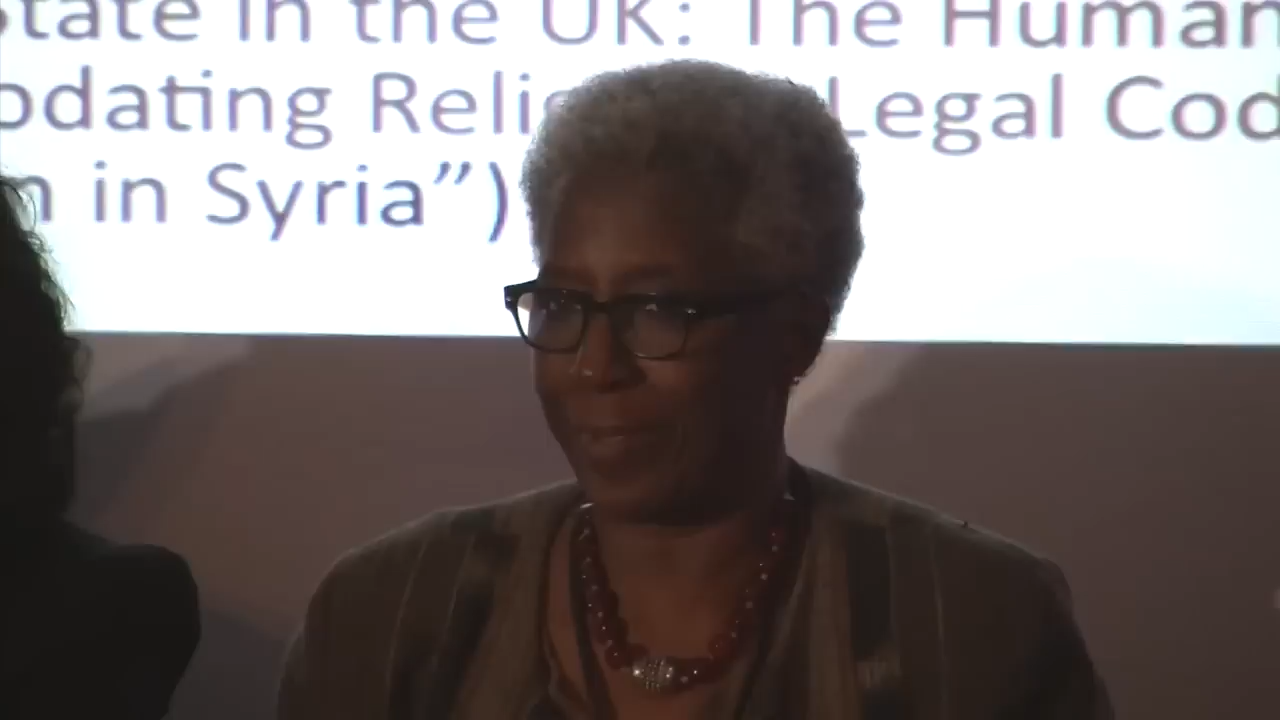 State in the UK: The Human
odating Reli Legal Cod
n in Syria”)